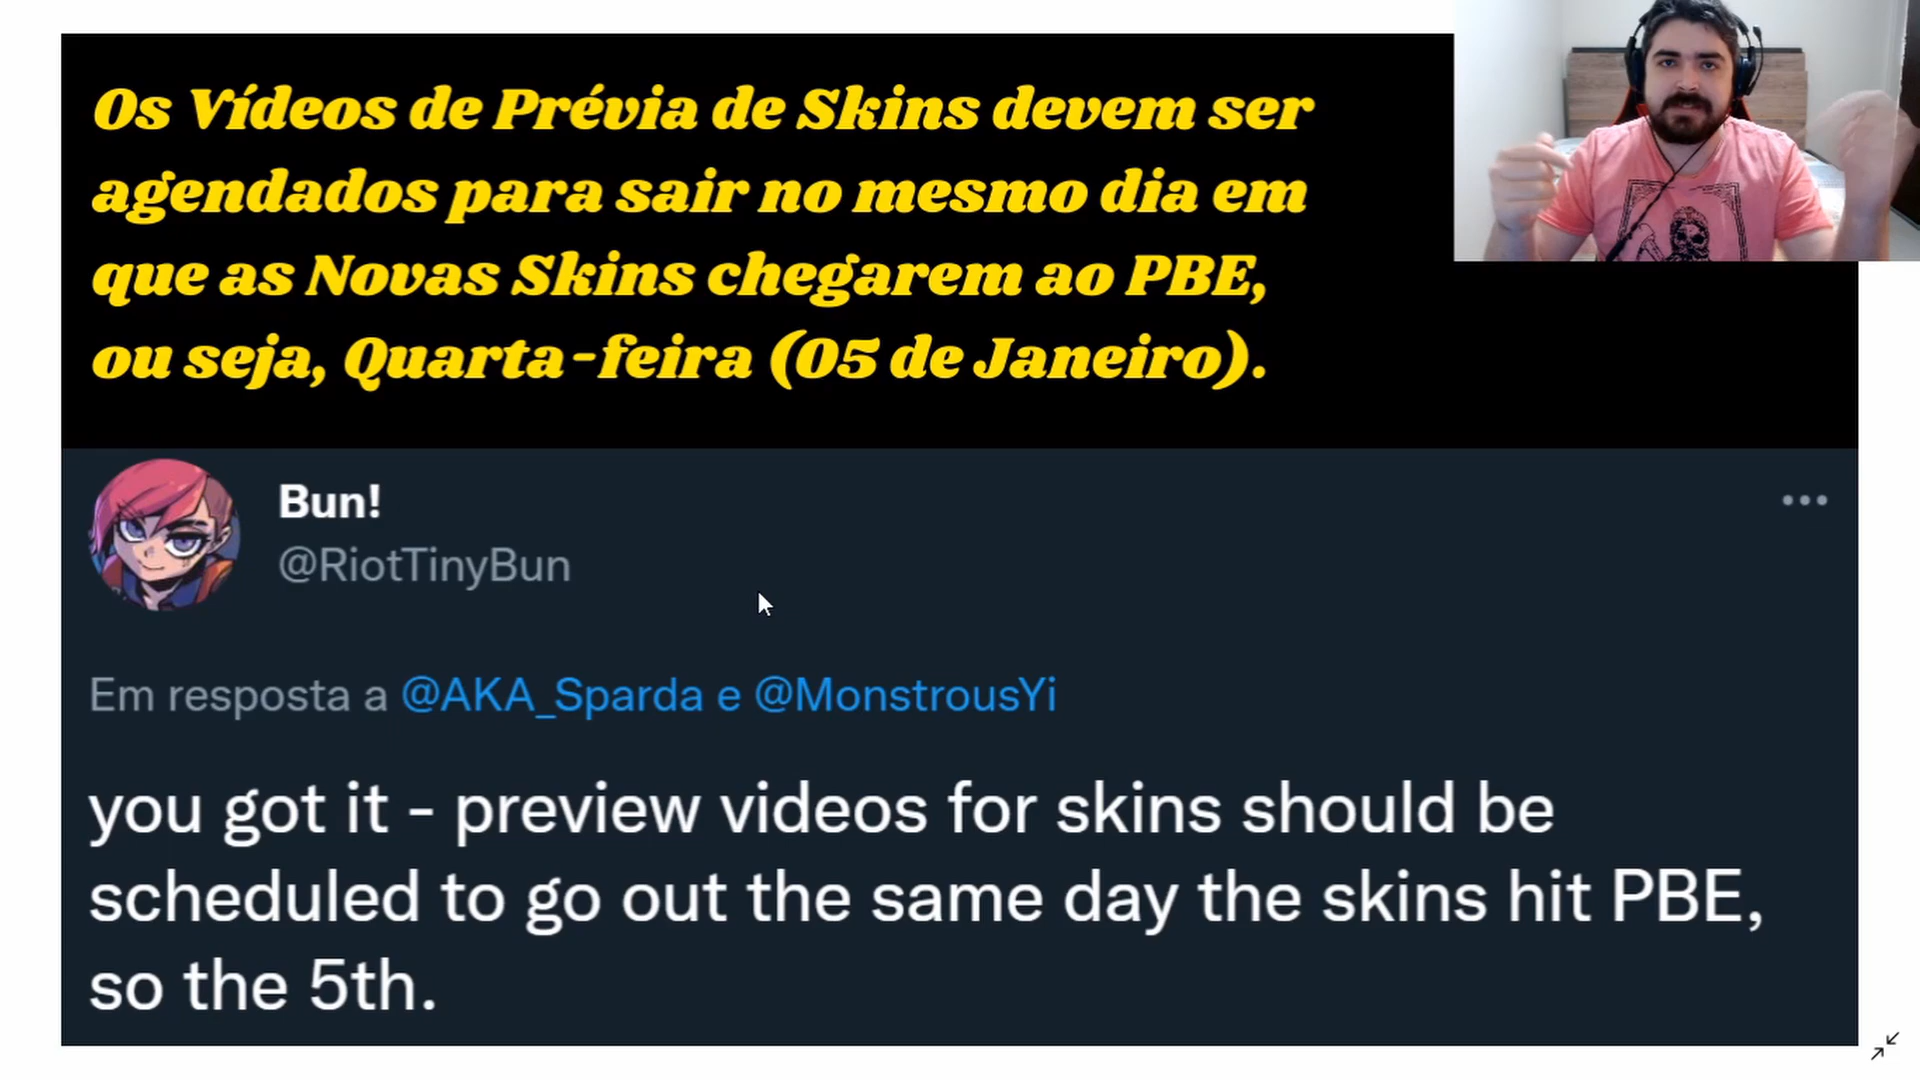 Os Vídeos de Prévia de Skins devem ser
agendados para sair no mesmo dia em
que as Novas Skins chegarem ao PBE,
ou seja, Quarta-feira (05 de Janeiro).
Bun!
@RiotTinyBun
Em resposta a @AKA_Sparda e @MonstrousYi
you got it - preview videos for skins should be
scheduled to go out the same day the skins hit PBE,
so the 5th.